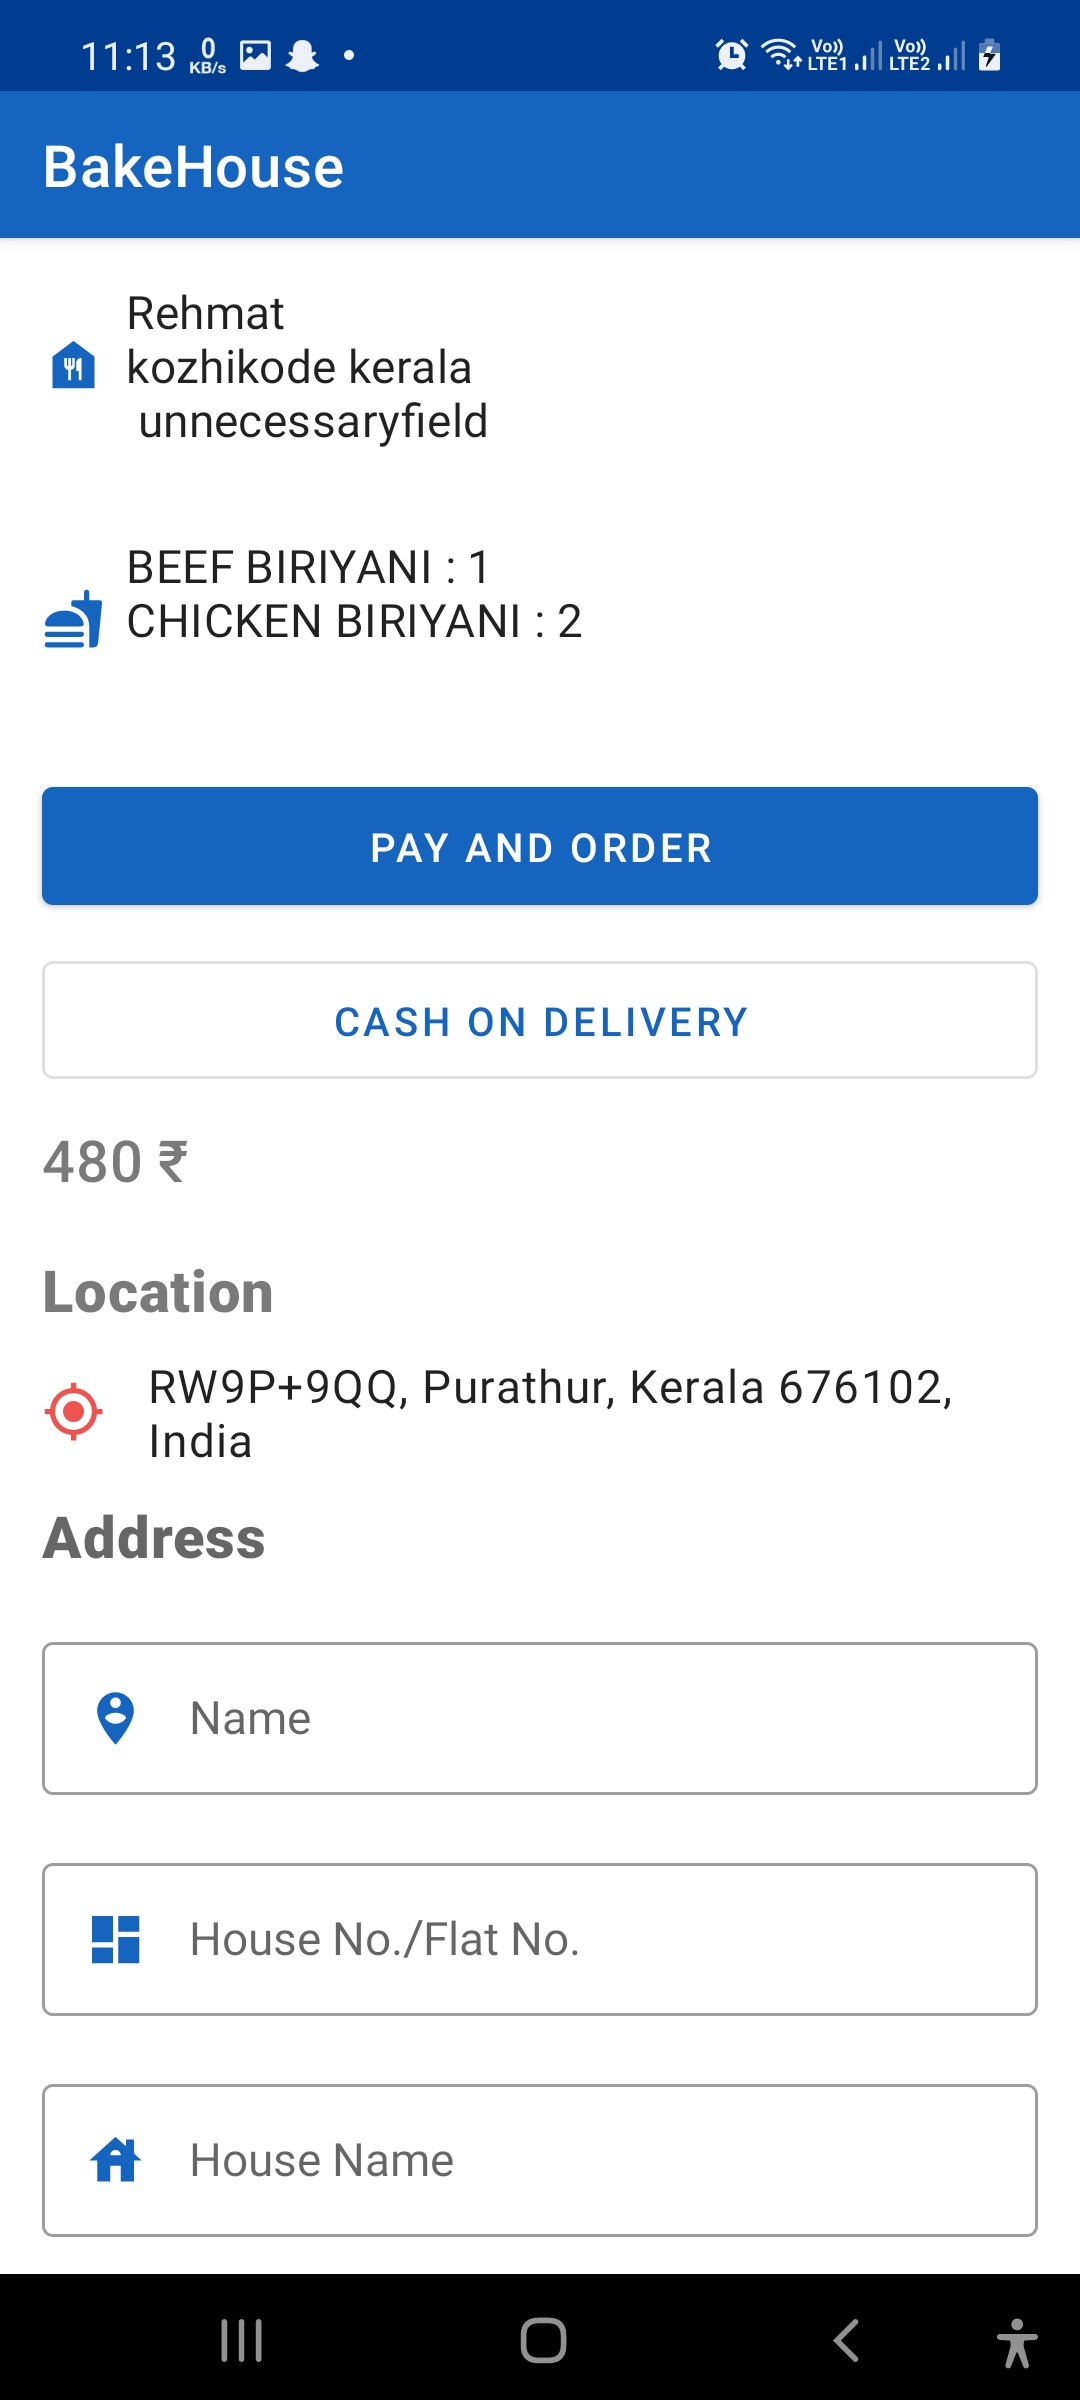 11:13 0 KB/s Vo)) LTE1 Vo)) LTE2
BakeHouse
Rehmat
kozhikode kerala
unnecessaryfield
BEEF BIRIYANI : 1
CHICKEN BIRIYANI : 2
PAY AND ORDER
CASH ON DELIVERY
480 ₹
Location
RW9P+9QQ, Purathur, Kerala 676102,
India
Address
Name
House No./Flat No.
House Name